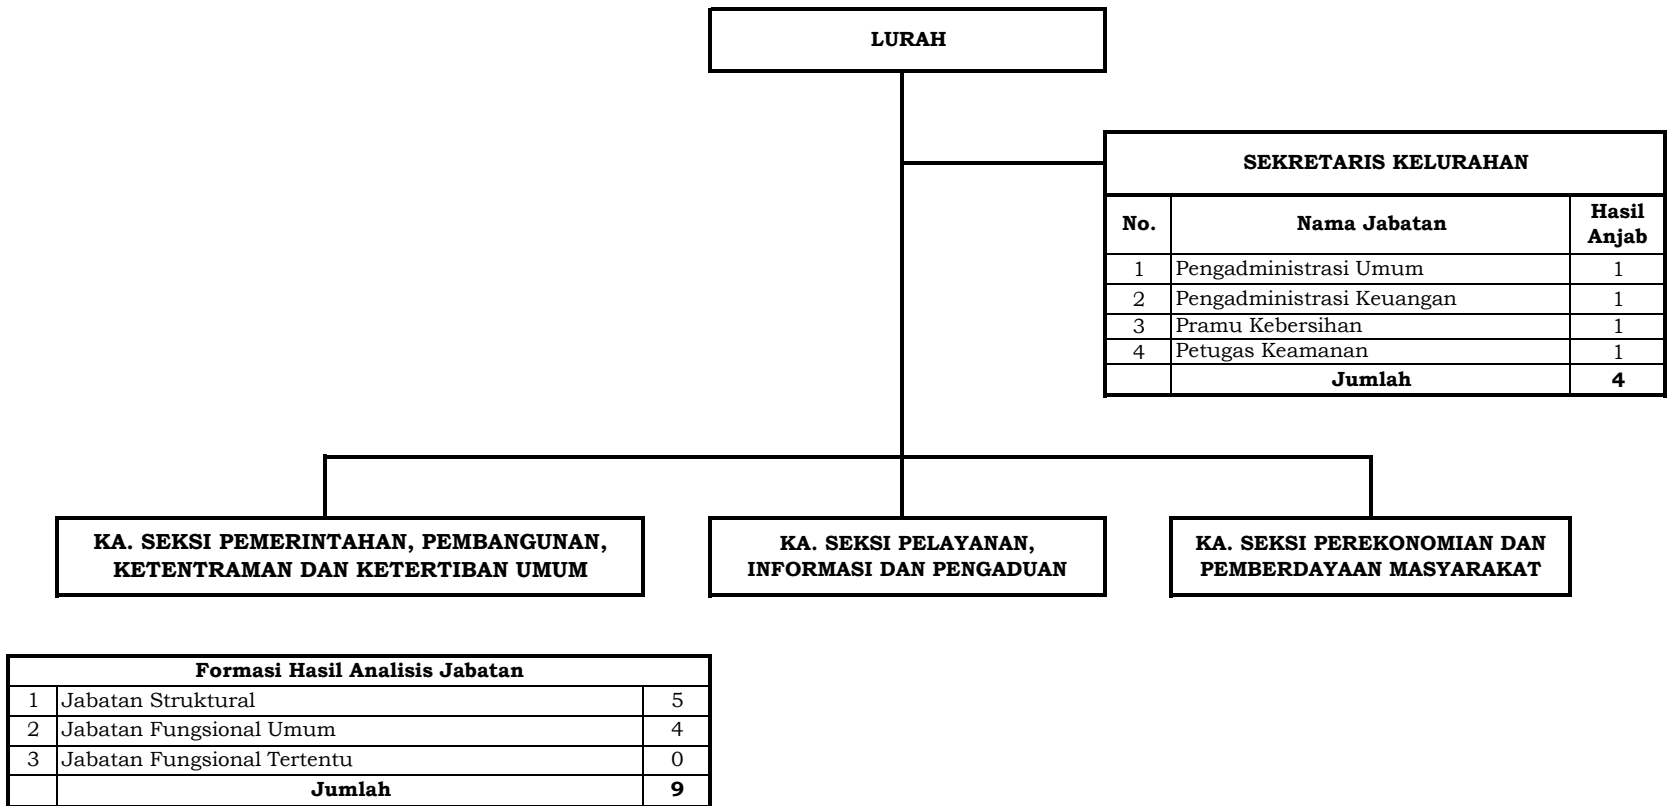 LURAH
SEKRETARIS KELURAHAN
No. Nama Jabatan Hasil Anjab
1 Pengadministrasi Umum 1
2 Pengadministrasi Keuangan 1
3 Pramu Kebersihan 1
4 Petugas Keamanan 1
Jumlah 4
KA. SEKSI PEMERINTAHAN, PEMBANGUNAN,
KETENTRAMAN DAN KETERTIBAN UMUM
KA. SEKSI PELAYANAN,
INFORMASI DAN PENGADUAN
KA. SEKSI PEREKONOMIAN DAN
PEMBERDAYAAN MASYARAKAT
Formasi Hasil Analisis Jabatan
1 Jabatan Struktural 5
2 Jabatan Fungsional Umum 4
3 Jabatan Fungsional Tertentu 0
Jumlah 9